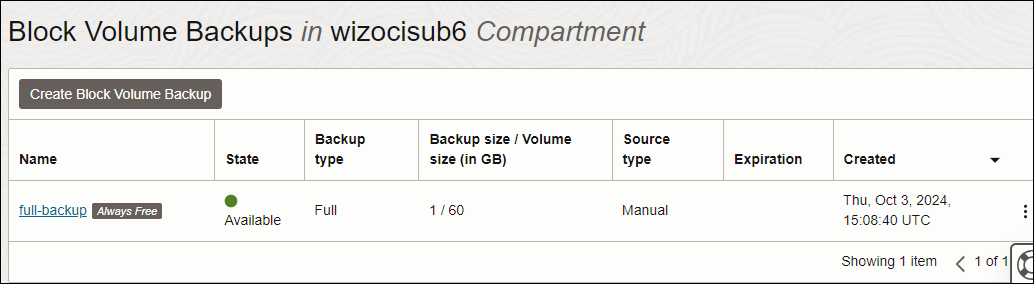 Block Volume Backups in wizocisub6 Compartment
Create Block Volume Backup
Name
State
Backup type
Backup size / Volume size (in GB)
Source type
Expiration
Created
full-backup Always Free
Available
Full
1 / 60
Manual
Thu, Oct 3, 2024,
15:08:40 UTC
Showing 1 item
1 of 1